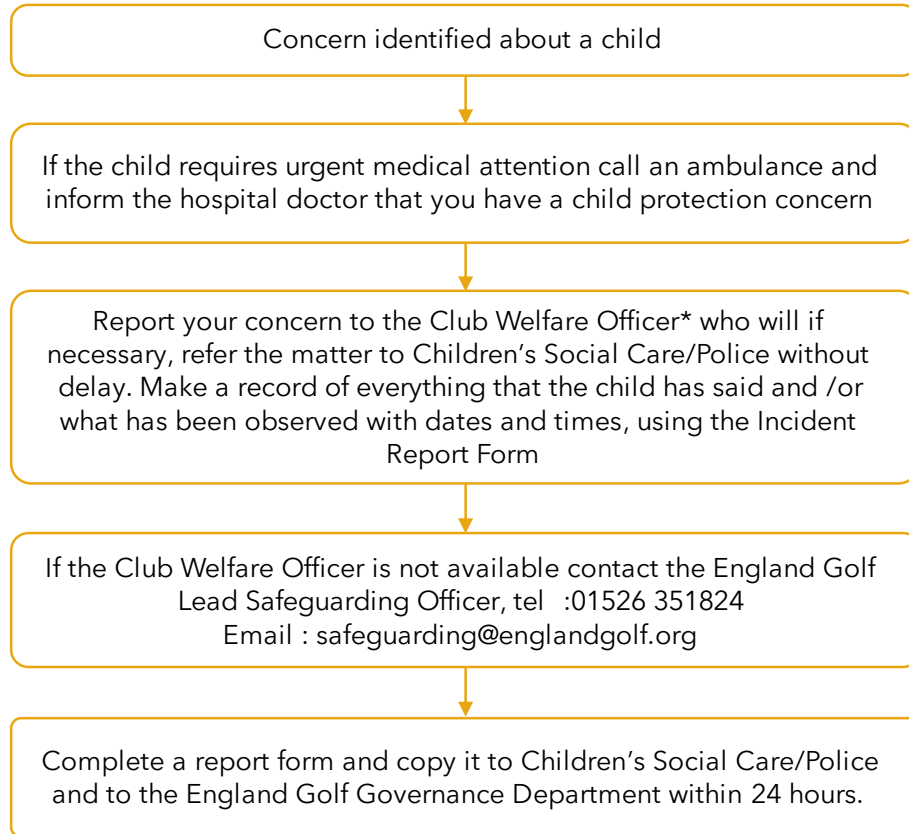 Concern identified about a child
If the child requires urgent medical attention call an ambulance and
inform the hospital doctor that you have a child protection concern
Report your concern to the Club Welfare Officer* who will if
necessary, refer the matter to Children’s Social Care/Police without
delay. Make a record of everything that the child has said and /or
what has been observed with dates and times, using the Incident
Report Form
If the Club Welfare Officer is not available contact the England Golf
Lead Safeguarding Officer, tel :01526 351824
Email : safeguarding@englandgolf.org
Complete a report form and copy it to Children’s Social Care/Police
and to the England Golf Governance Department within 24 hours.